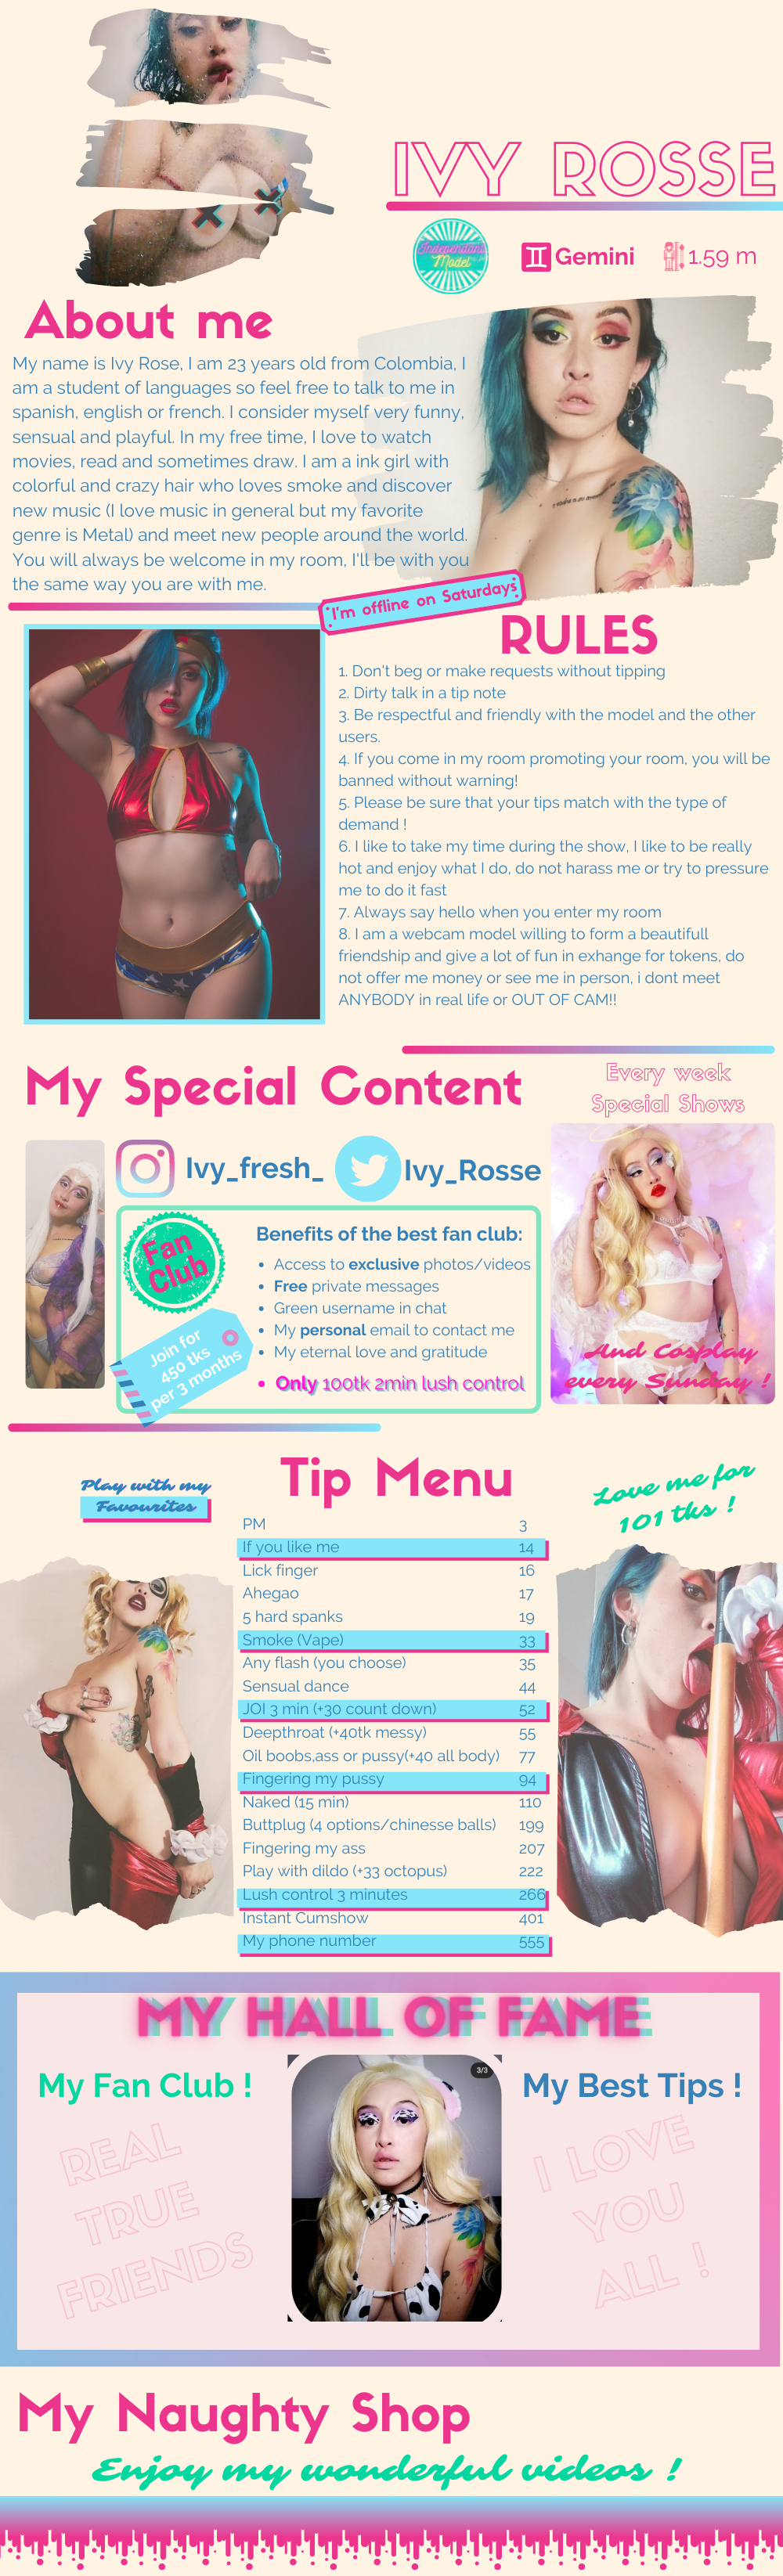 IVY ROSSE
Independant
Model
Gemini
1.59 m
About me
My name is Ivy Rose, I am 23 years old from Colombia, I
am a student of languages so feel free to talk to me in
spanish, english or french. I consider myself very funny,
sensual and playful. In my free time, I love to watch
movies, read and sometimes draw. I am a ink girl with
colorful and crazy hair who loves smoke and discover
new music (I love music in general but my favorite
genre is Metal) and meet new people around the world.
You will always be welcome in my room, I'll be with you
the same way you are with me.
I'm offline on Saturdays
RULES
1. Don't beg or make requests without tipping
2. Dirty talk in a tip note
3. Be respectful and friendly with the model and the other
users.
4. If you come in my room promoting your room, you will be
banned without warning!
5. Please be sure that your tips match with the type of
demand !
6. I like to take my time during the show, I like to be really
hot and enjoy what I do, do not harass me or try to pressure
me to do it fast
7. Always say hello when you enter my room
8. I am a webcam model willing to form a beautifull
friendship and give a lot of fun in exhange for tokens, do
not offer me money or see me in person, i dont meet
ANYBODY in real life or OUT OF CAM!!
My Special Content
Every week
Special Shows
Ivy_fresh_
Ivy_Rosse
Fan
Club
Join for
450 tks
per 3 months
Benefits of the best fan club:
• Access to exclusive photos/videos
• Free private messages
• Green username in chat
• My personal email to contact me
• My eternal love and gratitude
• Only 100tk 2min lush control
And Cosplay
every Sunday !
Tip Menu
Play with my
Favourites
Love me for
101 tks !
PM 3
If you like me 14
Lick finger 16
Ahegao 17
5 hard spanks 19
Smoke (Vape) 33
Any flash (you choose) 35
Sensual dance 44
JOI 3 min (+30 count down) 52
Deepthroat (+40tk messy) 55
Oil boobs,ass or pussy(+40 all body) 77
Fingering my pussy 94
Naked (15 min) 110
Buttplug (4 options/chinesse balls) 199
Fingering my ass 207
Play with dildo (+33 octopus) 222
Lush control 3 minutes 266
Instant Cumshow 401
My phone number 555
MY HALL OF FAME
My Fan Club !
REAL
TRUE
FRIENDS
3/3
My Best Tips !
I LOVE
YOU
ALL !
My Naughty Shop
Enjoy my wonderful videos !